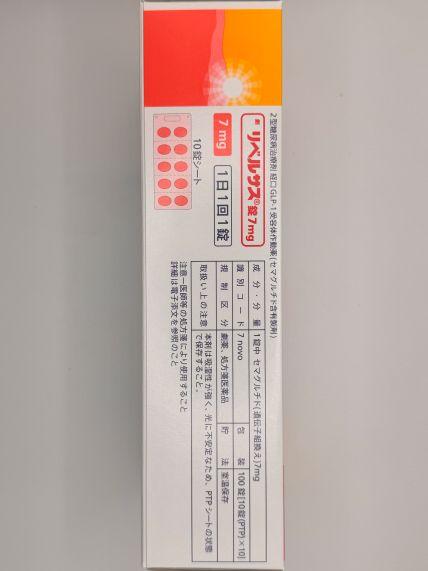 2型糖尿病治療剤 経口GLP-1受容体作動薬(セマグルチド含有製剤)
リベルサス®錠7mg
7 mg
1日1回1錠
10錠シート
成分・分量 1錠中 セマグルチド(遺伝子組換え)7mg
識別コード 7 novo 包装 100錠[10錠(PTP)×10]
規制区分 劇薬、処方箋医薬品 貯法 室温保存
取扱い上の注意 本剤は吸湿性が強く、光に不安定なため、PTPシートの状態
で保存すること。
注意-医師等の処方箋により使用すること
詳細は電子添文を参照のこと